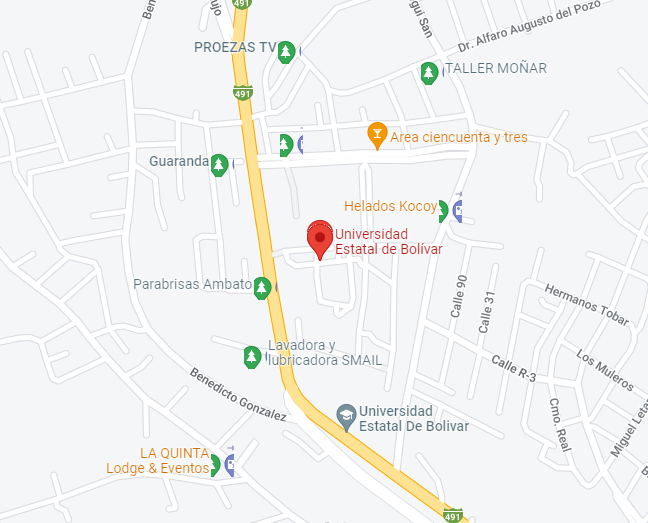 491
PROEZAS TV
Dr. Alfaro Augusto del Pozo
TALLER MOÑAR
491
Area ciencuenta y tres
Guaranda
Helados Kocoy
Universidad
Estatal de Bolívar
Parabrisas Ambato
Calle 90
Calle 31
Hermanos Tobar
Lavadora y
lubricadora SMAIL
Calle R-3
Los Muleros
Benedicto Gonzalez
Universidad
Estatal De Bolivar
Cmo. Real
LA QUINTA
Lodge & Eventos
491